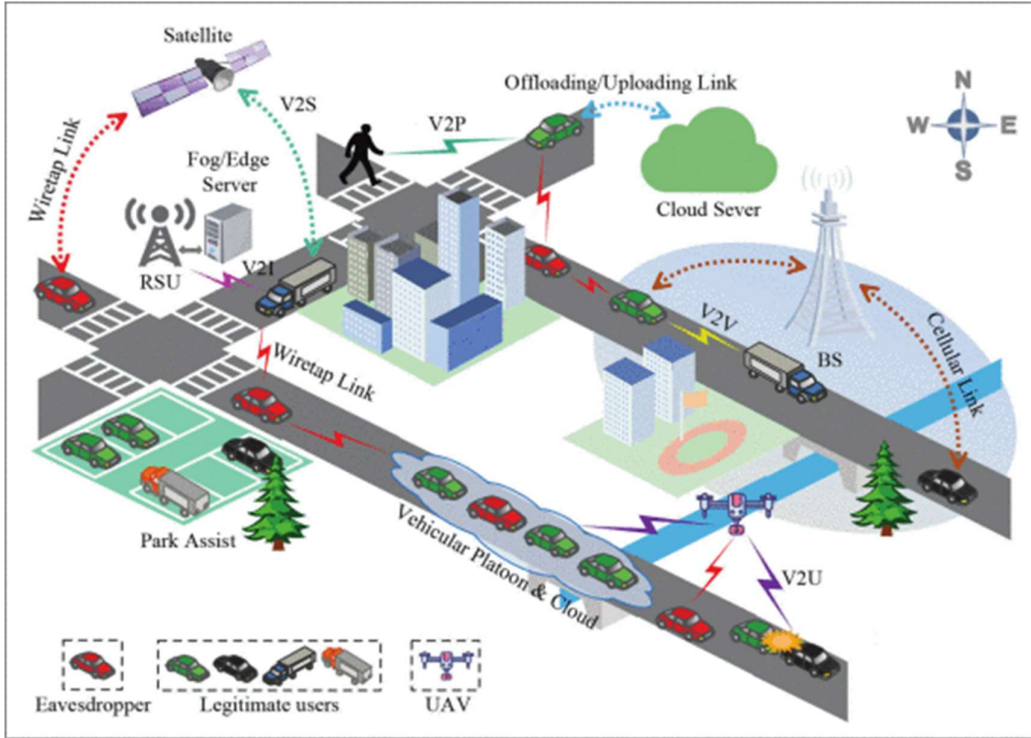 Satellite
V2S
Offloading/Uploading Link
N
W
E
S
V2P
Wiretap Link
Fog/Edge
Server
Cloud Sever
RSU
V2I
V2V
BS
Cellular Link
Wiretap Link
Park Assist
Vehicular Platoon & Cloud
V2U
Eavesdropper
Legitimate users
UAV